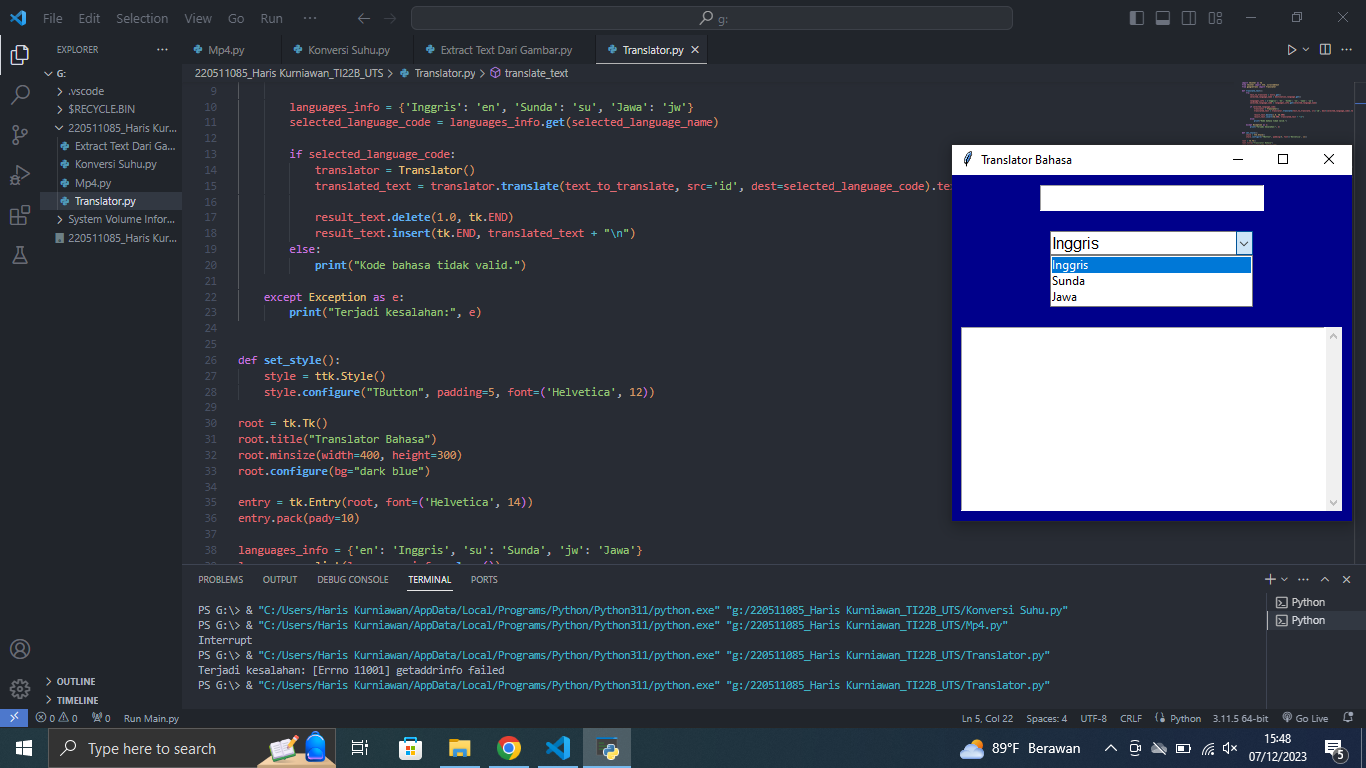 File Edit Selection View Go Run ··· g:
EXPLORER ···
G:
.vscode
$RECYCLE.BIN
220511085_Haris Kurniaw...
Extract Text Dari Ga...
Konversi Suhu.py
Mp4.py
Translator.py
System Volume Infor...
220511085_Haris Kur...
OUTLINE
TIMELINE
Mp4.py Konversi Suhu.py Extract Text Dari Gambar.py Translator.py
220511085_Haris Kurniawan_TI22B_UTS > Translator.py > translate_text
9
10 languages_info = {'Inggris': 'en', 'Sunda': 'su', 'Jawa': 'jw'}
11 selected_language_code = languages_info.get(selected_language_name)
12
13 if selected_language_code:
14 translator = Translator()
15 translated_text = translator.translate(text_to_translate, src='id', dest=selected_language_code).te
16
17 result_text.delete(1.0, tk.END)
18 result_text.insert(tk.END, translated_text + "\n")
19 else:
20 print("Kode bahasa tidak valid.")
21
22 except Exception as e:
23 print("Terjadi kesalahan:", e)
24
25
26 def set_style():
27 style = ttk.Style()
28 style.configure("TButton", padding=5, font=('Helvetica', 12))
29
30 root = tk.Tk()
31 root.title("Translator Bahasa")
32 root.minsize(width=400, height=300)
33 root.configure(bg="dark blue")
34
35 entry = tk.Entry(root, font=('Helvetica', 14))
36 entry.pack(pady=10)
37
38 languages_info = {'en': 'Inggris', 'su': 'Sunda', 'jw': 'Jawa'}
Translator Bahasa
Inggris
Inggris
Sunda
Jawa
PROBLEMS OUTPUT DEBUG CONSOLE TERMINAL PORTS
PS G:\> & "C:/Users/Haris Kurniawan/AppData/Local/Programs/Python/Python311/python.exe" "g:/220511085_Haris Kurniawan_TI22B_UTS/Konversi Suhu.py"
PS G:\> & "C:/Users/Haris Kurniawan/AppData/Local/Programs/Python/Python311/python.exe" "g:/220511085_Haris Kurniawan_TI22B_UTS/Mp4.py"
Interrupt
PS G:\> & "C:/Users/Haris Kurniawan/AppData/Local/Programs/Python/Python311/python.exe" "g:/220511085_Haris Kurniawan_TI22B_UTS/Translator.py"
Terjadi kesalahan: [Errno 11001] getaddrinfo failed
PS G:\> & "C:/Users/Haris Kurniawan/AppData/Local/Programs/Python/Python311/python.exe" "g:/220511085_Haris Kurniawan_TI22B_UTS/Translator.py"
Python
Python
0 0 0 Run Main.py Ln 5, Col 22 Spaces: 4 UTF-8 CRLF Python 3.11.5 64-bit Go Live
Type here to search 89°F Berawan 15:48
07/12/2023 5